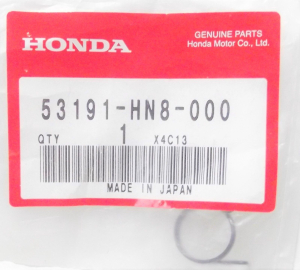 HONDA
GENUINE PARTS
Honda Motor Co., Ltd.
53191-HN8-000
QTY 1 X4C13
MADE IN JAPAN